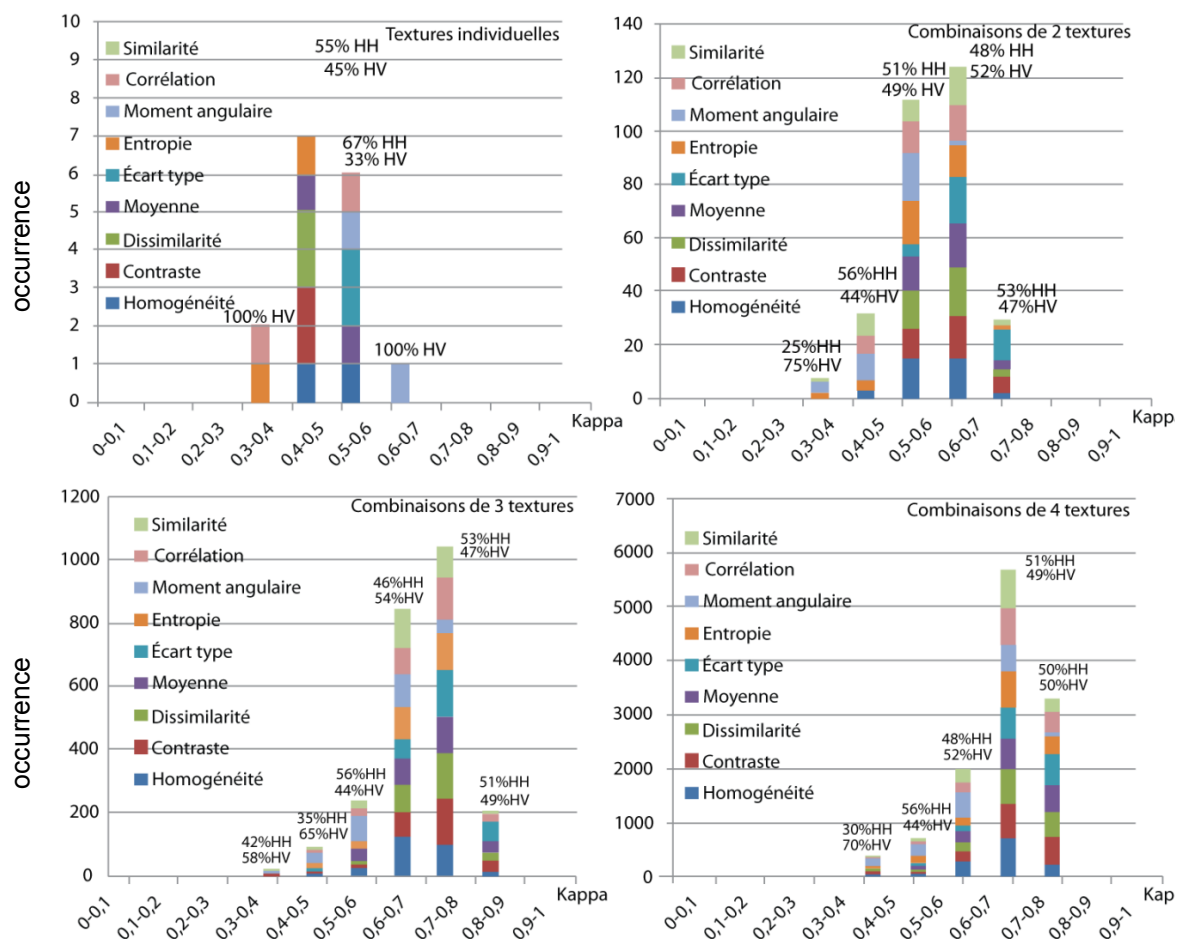 Textures individuelles
10
9
8
7
6
5
4
3
2
1
0
occurrence
Similarité
Corrélation
Moment angulaire
Entropie
Écart type
Moyenne
Dissimilarité
Contraste
Homogénéité
100% HV
55% HH
45% HV
67% HH
33% HV
100% HV
Kappa
0-0,1
0,1-0,2
0,2-0,3
0,3-0,4
0,4-0,5
0,5-0,6
0,6-0,7
0,7-0,8
0,8-0,9
0,9-1
Combinaisons de 2 textures
140
120
100
80
60
40
20
0
Similarité
Corrélation
Moment angulaire
Entropie
Écart type
Moyenne
Dissimilarité
Contraste
Homogénéité
25%HH
75%HV
56%HH
44%HV
51% HH
49% HV
48% HH
52% HV
53%HH
47%HV
Kapp
0-0,1
0,1-0,2
0,2-0,3
0,3-0,4
0,4-0,5
0,5-0,6
0,6-0,7
0,7-0,8
0,8-0,9
0,9-1
Combinaisons de 3 textures
1200
1000
800
600
400
200
0
occurrence
Similarité
Corrélation
Moment angulaire
Entropie
Écart type
Moyenne
Dissimilarité
Contraste
Homogénéité
42%HH
58%HV
35%HH
65%HV
56%HH
44%HV
46%HH
54%HV
53%HH
47%HV
51%HH
49%HV
Kappa
0-0,1
0,1-0,2
0,2-0,3
0,3-0,4
0,4-0,5
0,5-0,6
0,6-0,7
0,7-0,8
0,8-0,9
0,9-1
Combinaisons de 4 textures
7000
6000
5000
4000
3000
2000
1000
0
Similarité
Corrélation
Moment angulaire
Entropie
Écart type
Moyenne
Dissimilarité
Contraste
Homogénéité
30%HH
70%HV
56%HH
44%HV
48%HH
52%HV
51%HH
49%HV
50%HH
50%HV
Kap
0-0,1
0,1-0,2
0,2-0,3
0,3-0,4
0,4-0,5
0,5-0,6
0,6-0,7
0,7-0,8
0,8-0,9
0,9-1